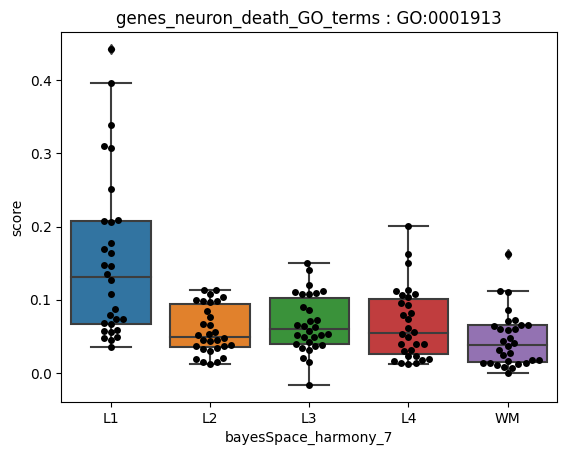 genes_neuron_death_GO_terms : GO:0001913
score
0.4
0.3
0.2
0.1
0.0
L1 L2 L3 L4 WM
bayesSpace_harmony_7